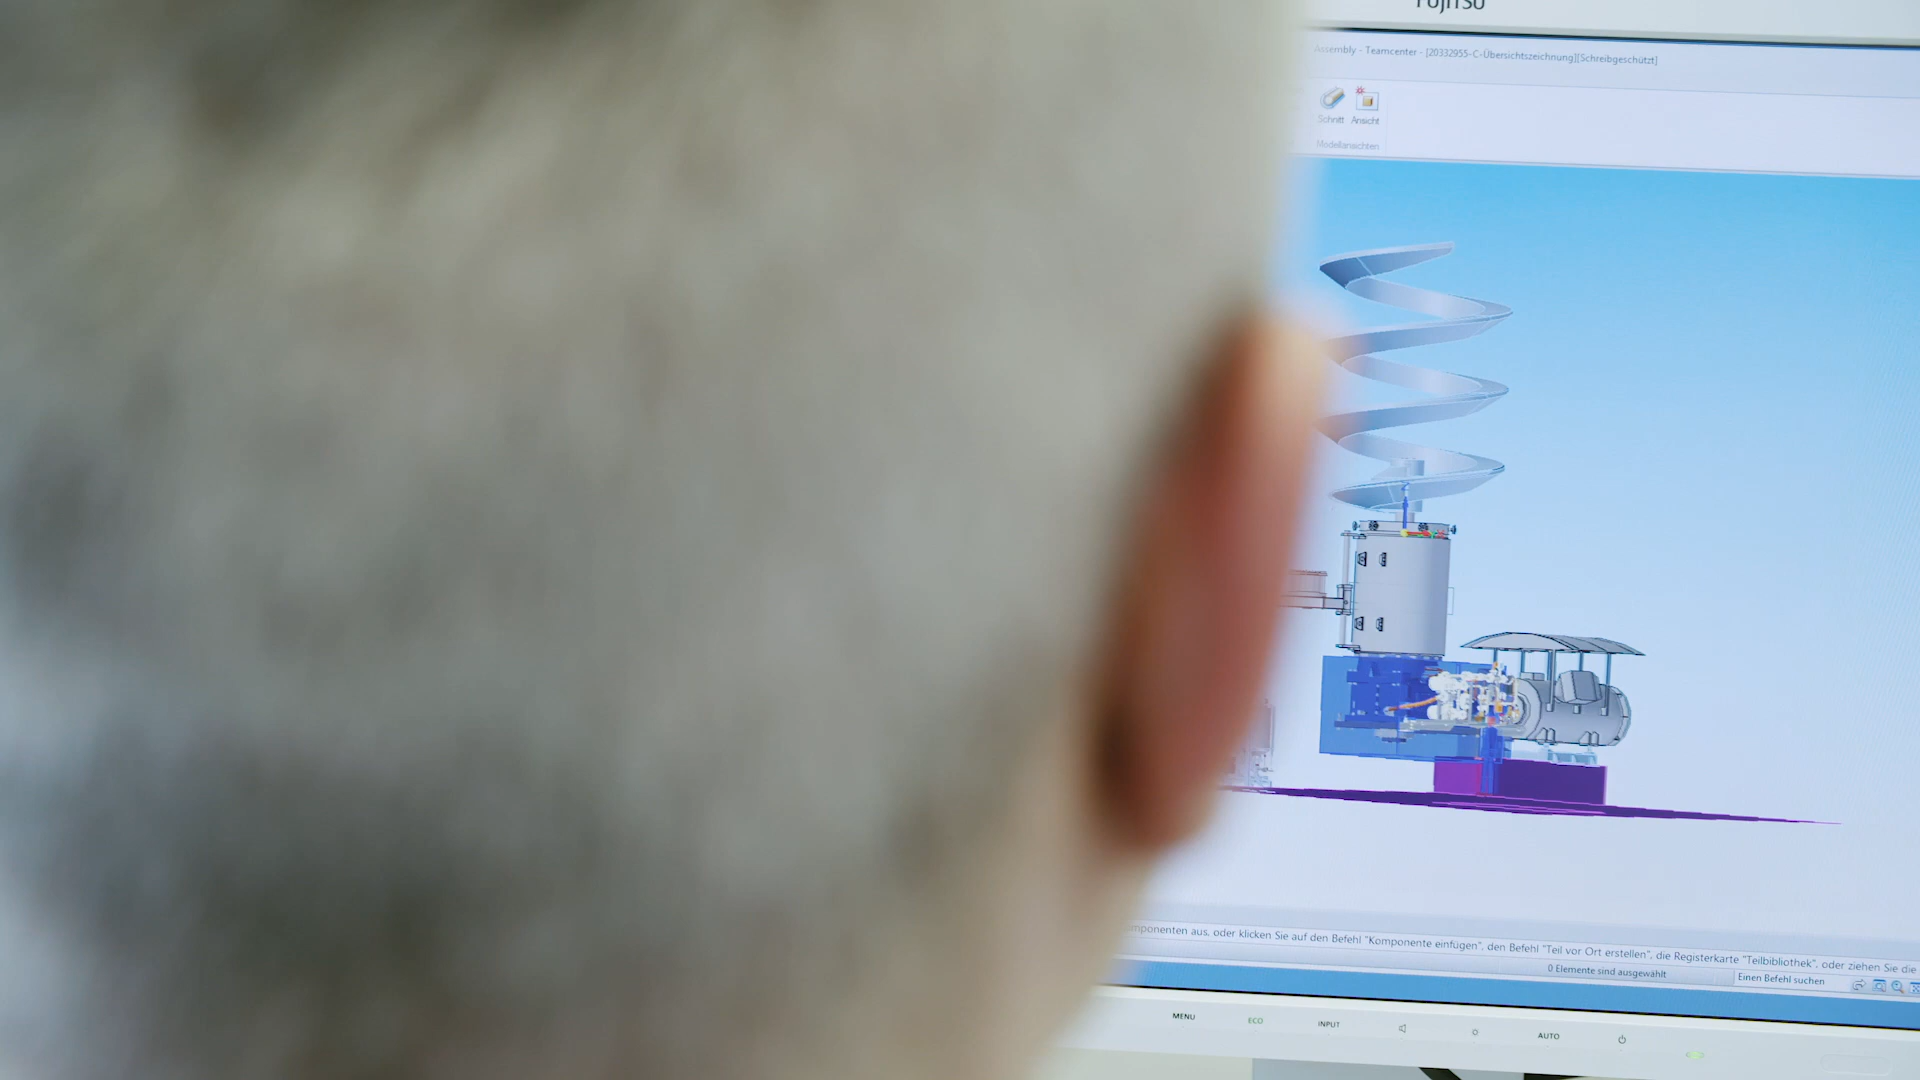 FUJITSU
Assembly - Teamcenter - [20332955-C-Übersichtszeichnung][Schreibgeschützt]
Schnitt Ansicht
Modellansichten
mponenten aus, oder klicken Sie auf den Befehl "Komponente einfügen", den Befehl "Teil vor Ort erstellen", die Registerkarte "Teilbibliothek", oder ziehen Sie die
0 Elemente sind ausgewählt
Einen Befehl suchen
MENU ECO INPUT AUTO